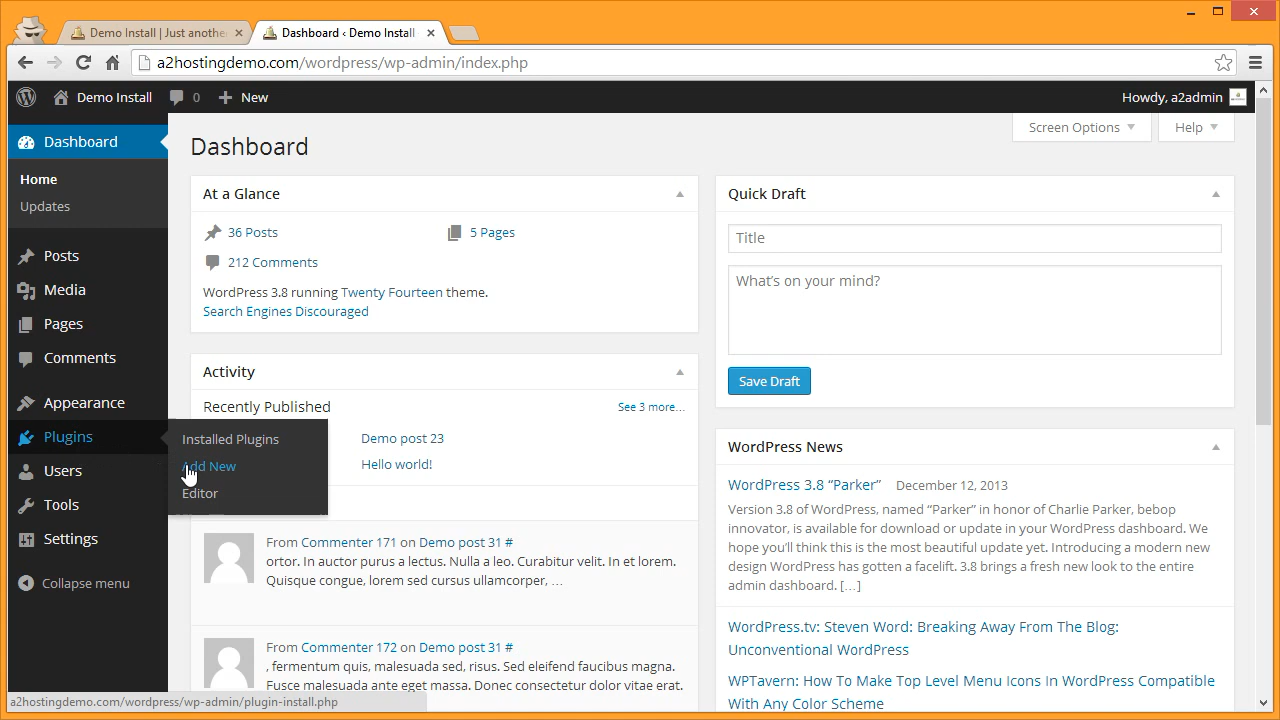 Demo Install | Just anothe
Dashboard ‹ Demo Install
a2hostingdemo.com/wordpress/wp-admin/index.php
Demo Install
0
New
Howdy, a2admin
Dashboard
Home
Updates
Posts
Media
Pages
Comments
Appearance
Plugins
Users
Tools
Settings
Collapse menu
Installed Plugins
Add New
Editor
Screen Options
Help
Dashboard
At a Glance
36 Posts
5 Pages
212 Comments
WordPress 3.8 running Twenty Fourteen theme.
Search Engines Discouraged
Activity
Recently Published
See 3 more...
Demo post 23
Hello world!
From Commenter 171 on Demo post 31 #
ortor. In auctor purus a lectus. Nulla a leo. Curabitur velit. In et lorem.
Quisque congue, lorem sed cursus ullamcorper, …
From Commenter 172 on Demo post 31 #
, fermentum quis, malesuada sed, risus. Sed eleifend faucibus magna.
Fusce malesuada ante eget massa. Donec consectetur dolor vitae erat.
Quick Draft
Title
What's on your mind?
Save Draft
WordPress News
WordPress 3.8 “Parker” December 12, 2013
Version 3.8 of WordPress, named “Parker” in honor of Charlie Parker, bebop
innovator, is available for download or update in your WordPress dashboard. We
hope you'll think this is the most beautiful update yet. Introducing a modern new
design WordPress has gotten a facelift. 3.8 brings a fresh new look to the entire
admin dashboard. […]
WordPress.tv: Steven Word: Breaking Away From The Blog:
Unconventional WordPress
WPTavern: How To Make Top Level Menu Icons In WordPress Compatible
With Any Color Scheme
a2hostingdemo.com/wordpress/wp-admin/plugin-install.php